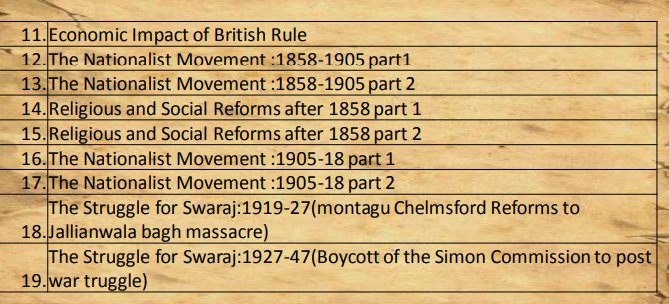 11. Economic Impact of British Rule
12. The Nationalist Movement :1858-1905 part1
13. The Nationalist Movement :1858-1905 part 2
14. Religious and Social Reforms after 1858 part 1
15. Religious and Social Reforms after 1858 part 2
16. The Nationalist Movement :1905-18 part 1
17. The Nationalist Movement :1905-18 part 2
The Struggle for Swaraj:1919-27(montagu Chelmsford Reforms to
18. Jallianwala bagh massacre)
The Struggle for Swaraj:1927-47(Boycott of the Simon Commission to post
19. war truggle)